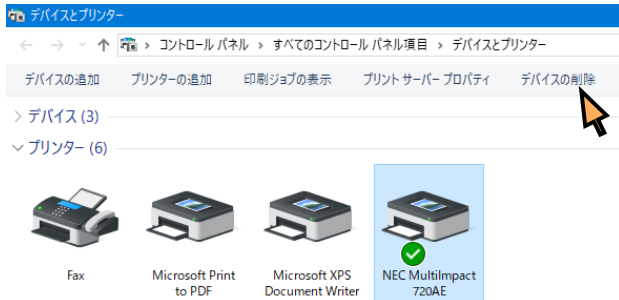 デバイスとプリンター
コントロール パネル › すべてのコントロール パネル項目 › デバイスとプリンター
デバイスの追加 プリンターの追加 印刷ジョブの表示 プリント サーバー プロパティ デバイスの削除
デバイス (3)
プリンター (6)
Fax
Microsoft Print
to PDF
Microsoft XPS
Document Writer
NEC MultiImpact
720AE